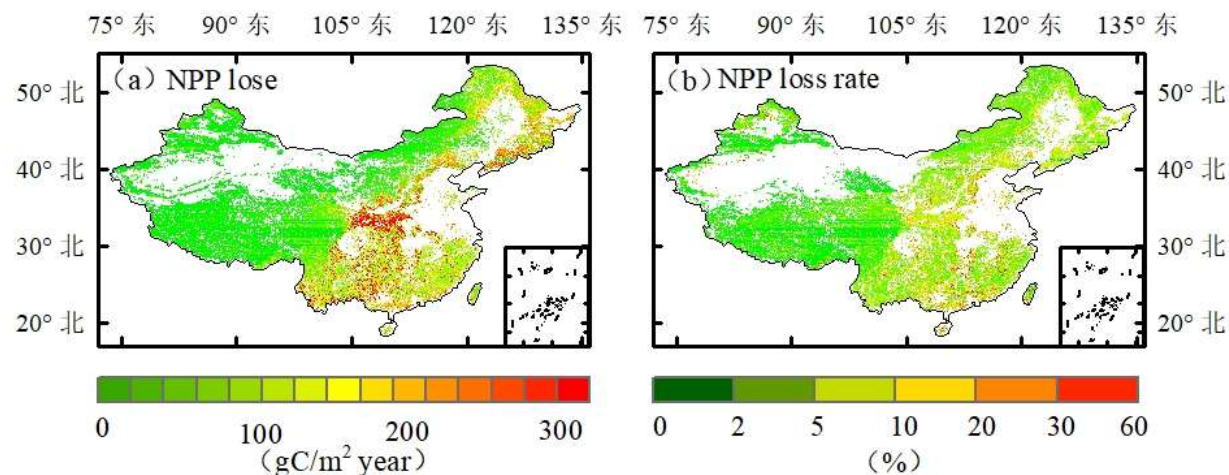 75° 东 90° 东 105° 东 120° 东 135° 东 75° 东 90° 东 105° 东 120° 东 135° 东
(a) NPP lose
(b) NPP loss rate
50° 北 50° 北
40° 北 40° 北
30° 北 30° 北
20° 北 20° 北
0 100 200 300
(gC/m² year)
0 2 5 10 20 30 60
(%)